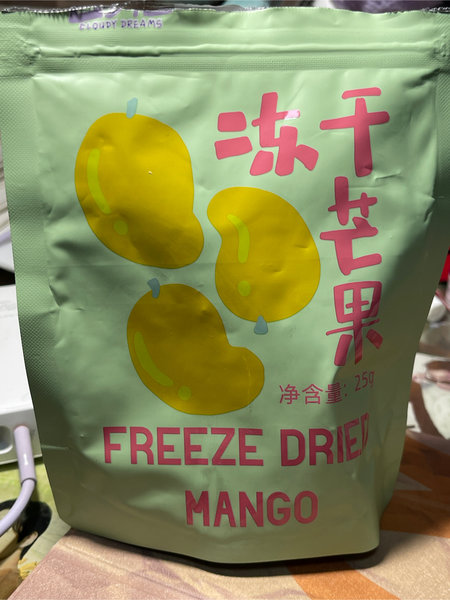 CLOUDY DREAMS
冻干芒果
净含量: 25g
FREEZE DRIED
MANGO